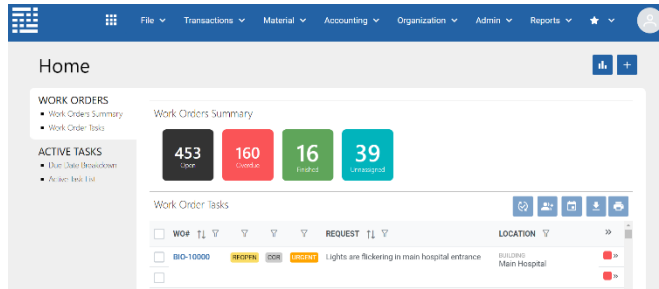 File Transactions Material Accounting Organization Admin Reports
Home
WORK ORDERS
Work Orders Summary
Work Order Tasks
ACTIVE TASKS
Due Date Breakdown
Active Task List
Work Orders Summary
453 160 16 39
Open Overdue Finished Unassigned
Work Order Tasks
WO# REQUEST LOCATION »
BIO-10000 REOPEN COR URGENT Lights are flickering in main hospital entrance BUILDING
Main Hospital »
»